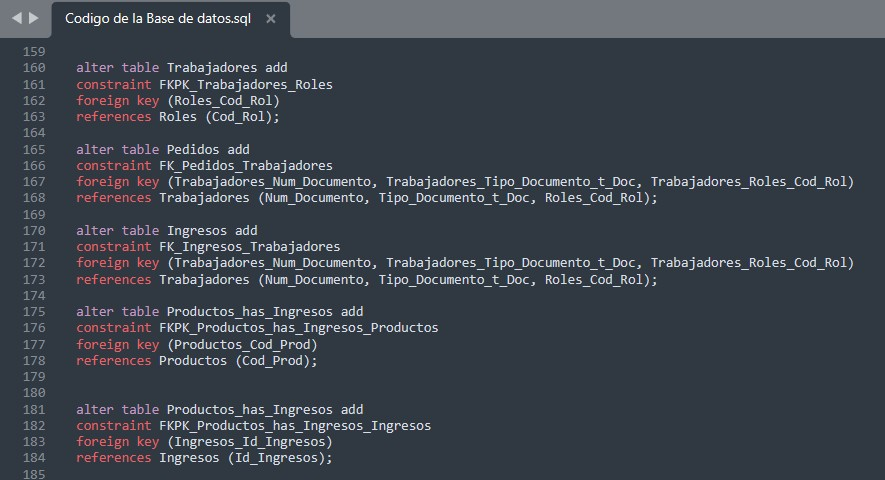 Codigo de la Base de datos.sql ×
159
160 alter table Trabajadores add
161 constraint FKPK_Trabajadores_Roles
162 foreign key (Roles_Cod_Rol)
163 references Roles (Cod_Rol);
164
165 alter table Pedidos add
166 constraint FK_Pedidos_Trabajadores
167 foreign key (Trabajadores_Num_Documento, Trabajadores_Tipo_Documento_t_Doc, Trabajadores_Roles_Cod_Rol)
168 references Trabajadores (Num_Documento, Tipo_Documento_t_Doc, Roles_Cod_Rol);
169
170 alter table Ingresos add
171 constraint FK_Ingresos_Trabajadores
172 foreign key (Trabajadores_Num_Documento, Trabajadores_Tipo_Documento_t_Doc, Trabajadores_Roles_Cod_Rol)
173 references Trabajadores (Num_Documento, Tipo_Documento_t_Doc, Roles_Cod_Rol);
174
175 alter table Productos_has_Ingresos add
176 constraint FKPK_Productos_has_Ingresos_Productos
177 foreign key (Productos_Cod_Prod)
178 references Productos (Cod_Prod);
179
180
181 alter table Productos_has_Ingresos add
182 constraint FKPK_Productos_has_Ingresos_Ingresos
183 foreign key (Ingresos_Id_Ingresos)
184 references Ingresos (Id_Ingresos);
185